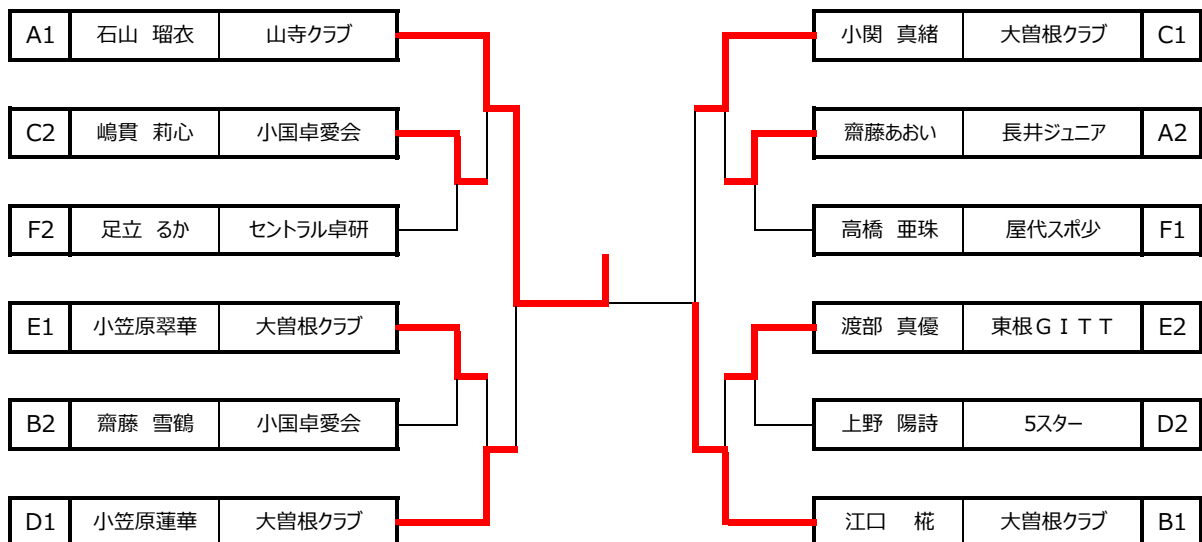 A1 石山 瑠衣 山寺クラブ
C2 嶋貫 莉心 小国卓愛会
F2 足立 るか セントラル卓研
E1 小笠原翠華 大曽根クラブ
B2 齋藤 雪鶴 小国卓愛会
D1 小笠原蓮華 大曽根クラブ
小関 真緒 大曽根クラブ C1
齋藤あおい 長井ジュニア A2
高橋 亜珠 屋代スポ少 F1
渡部 真優 東根ＧＩＴＴ E2
上野 陽詩 5スター D2
江口 椛 大曽根クラブ B1